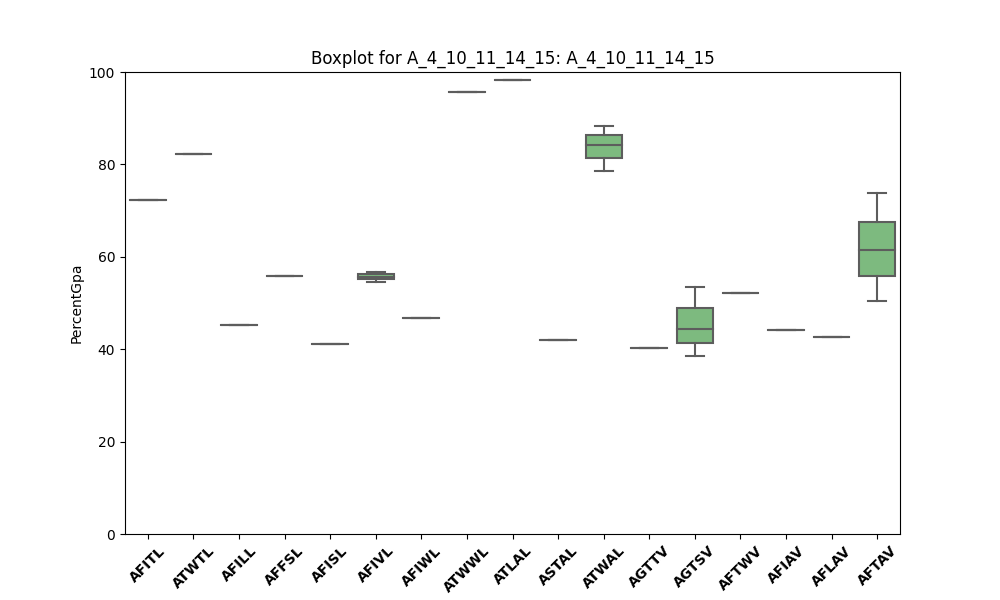 Boxplot for A_4_10_11_14_15: A_4_10_11_14_15
100
80
60
40
20
0
PercentGpa
AFITL
ATWTL
AFILL
AFFSL
AFISL
AFIVL
AFIWL
ATWWL
ATLAL
ASTAL
ATWAL
AGTTV
AGTSV
AFTWV
AFIAV
AFLAV
AFTAV